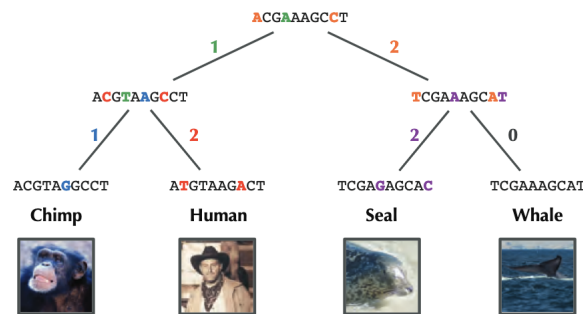 ACGAAAGCCT
1 2
ACGTAAGCCT TCGAAAGCAT
1 2 2 0
ACGTAGGCCT ATGTAAGACT TCGAGAGCAC TCGAAAGCAT
Chimp Human Seal Whale